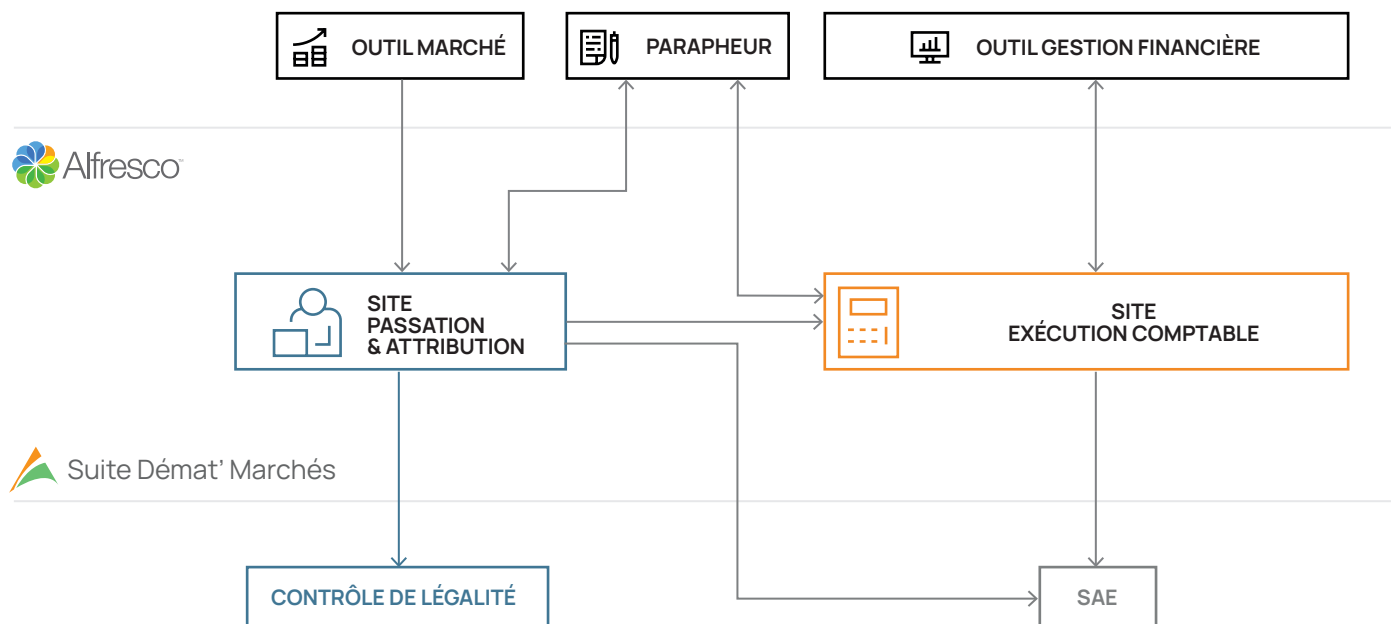 OUTIL MARCHÉ
PARAPHEUR
OUTIL GESTION FINANCIÈRE
Alfresco™
SITE
PASSATION
& ATTRIBUTION
SITE
EXÉCUTION COMPTABLE
Suite Démat’ Marchés
CONTRÔLE DE LÉGALITÉ
SAE